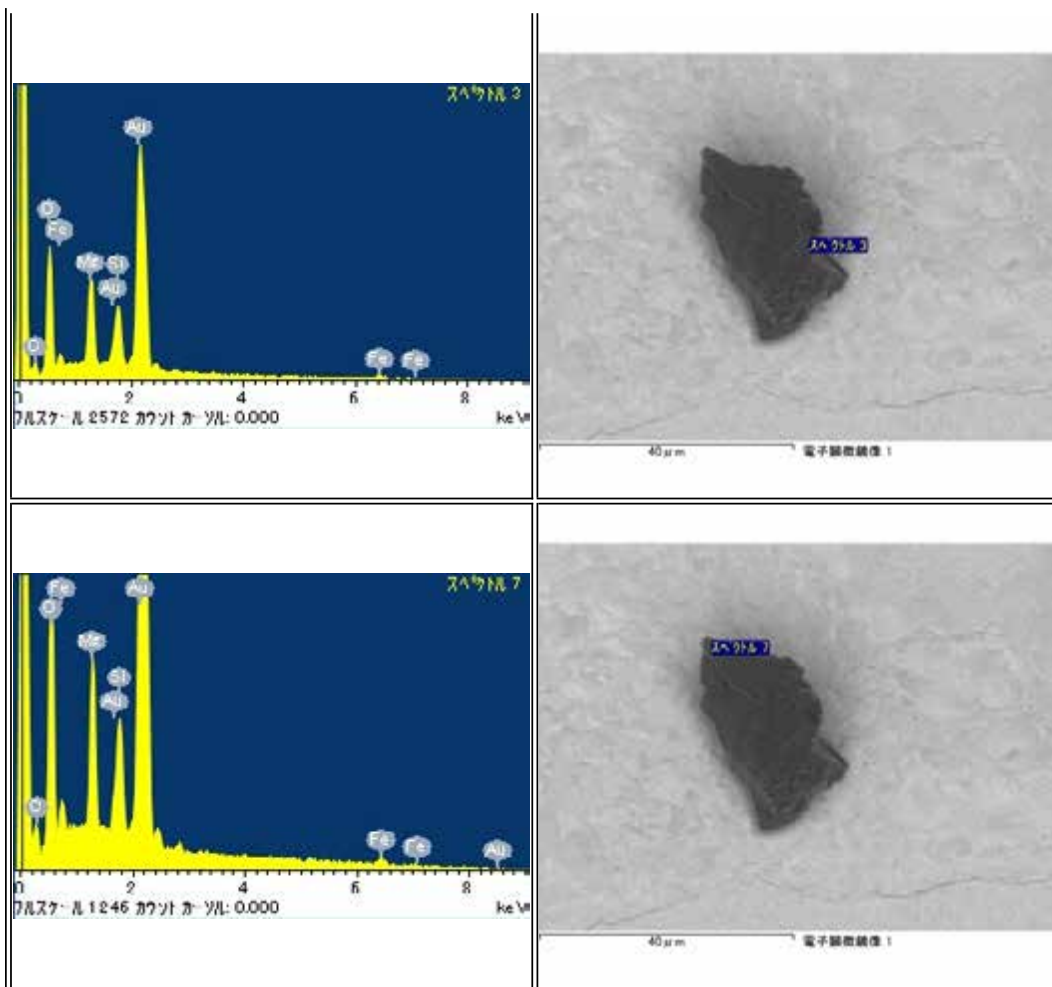 スペクトル 3
Au
O
Fe
Mg
Si
Au
O
Fe
Fe
0 2 4 6 8
フルスケール 2572 カウント カーソル: 0.000 keV
スペクトル 3
40μm 電子顕微鏡像 1
スペクトル 7
Fe
Au
O
Mg
Si
Au
O
Fe
Fe
Au
0 2 4 6 8
フルスケール 1246 カウント カーソル: 0.000 keV
スペクトル 7
40μm 電子顕微鏡像 1